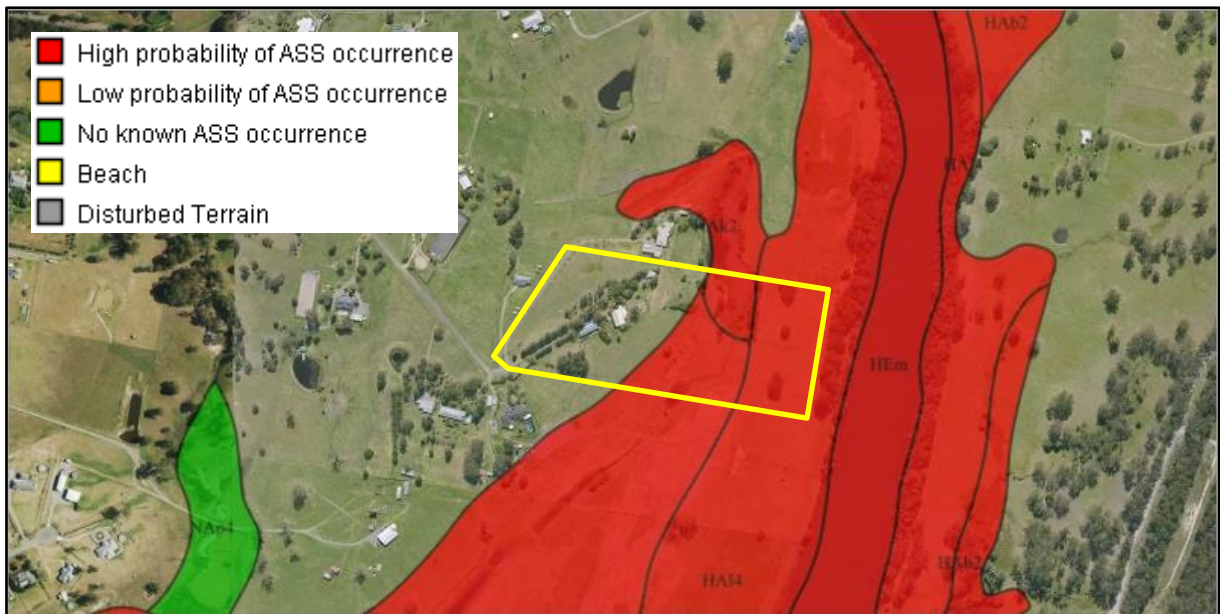 High probability of ASS occurrence
Low probability of ASS occurrence
No known ASS occurrence
Beach
Disturbed Terrain
HAb2
HEm
HAl4
HAb2